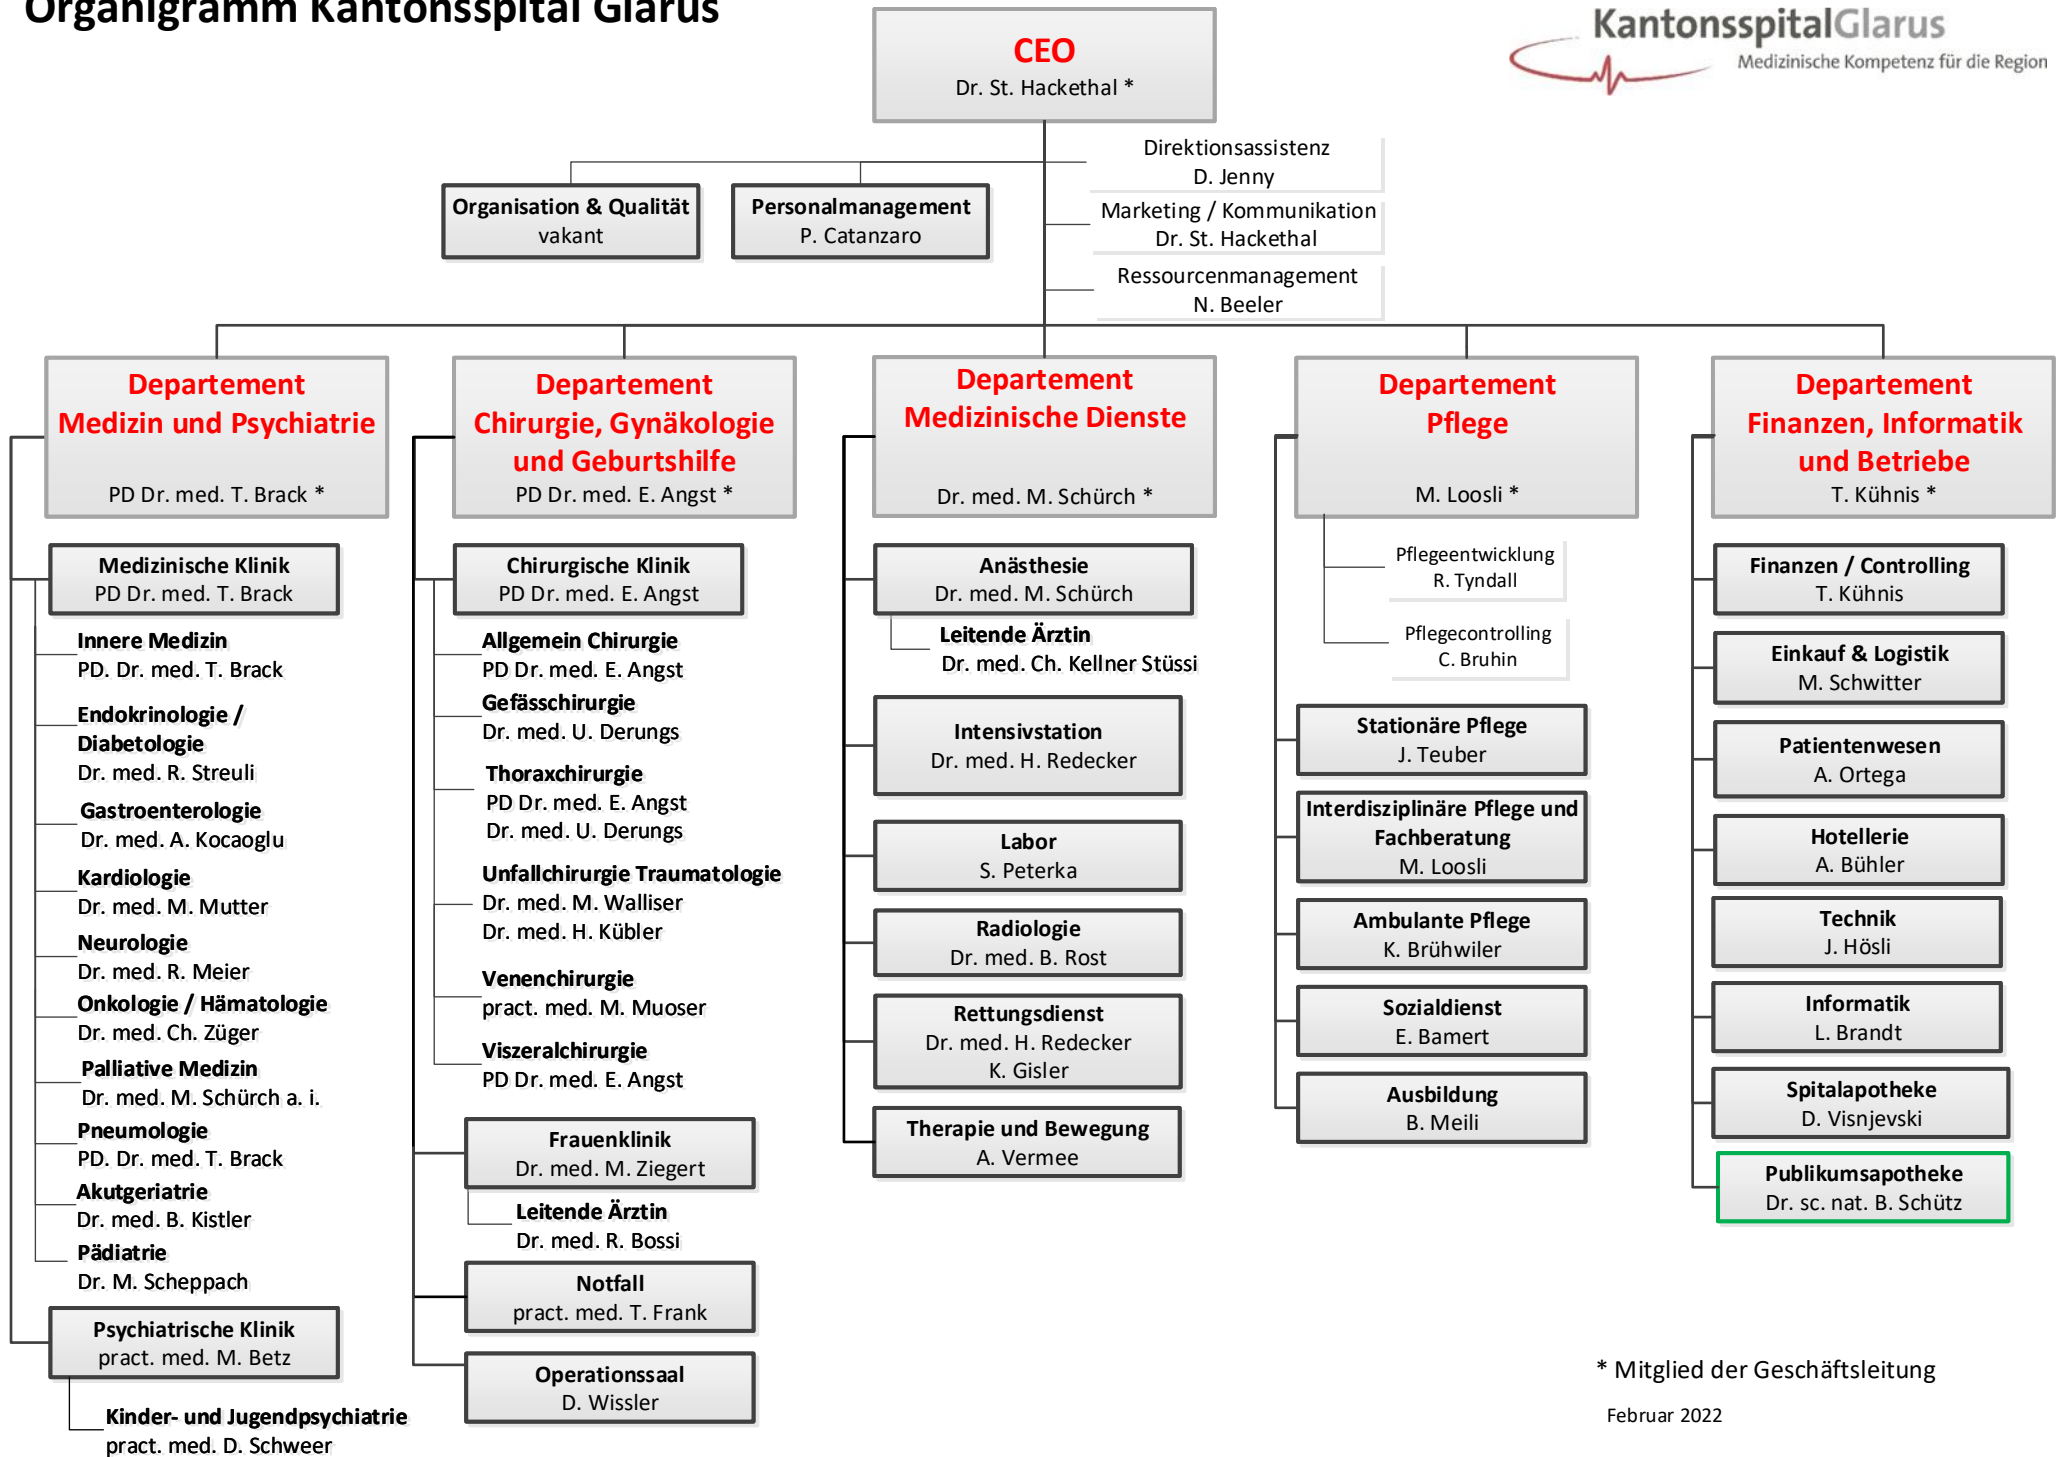 Organigramm Kantonsspital Glarus
KantonsspitalGlarus
Medizinische Kompetenz für die Region
CEO
Dr. St. Hackethal *
Direktionsassistenz
D. Jenny
Organisation & Qualität
vakant
Personalmanagement
P. Catanzaro
Marketing / Kommunikation
Dr. St. Hackethal
Ressourcenmanagement
N. Beeler
Departement
Medizin und Psychiatrie
PD Dr. med. T. Brack *
Medizinische Klinik
PD Dr. med. T. Brack
Innere Medizin
PD. Dr. med. T. Brack
Endokrinologie /
Diabetologie
Dr. med. R. Streuli
Gastroenterologie
Dr. med. A. Kocaoglu
Kardiologie
Dr. med. M. Mutter
Neurologie
Dr. med. R. Meier
Onkologie / Hämatologie
Dr. med. Ch. Züger
Palliative Medizin
Dr. med. M. Schürch a. i.
Pneumologie
PD. Dr. med. T. Brack
Akutgeriatrie
Dr. med. B. Kistler
Pädiatrie
Dr. M. Scheppach
Psychiatrische Klinik
pract. med. M. Betz
Kinder- und Jugendpsychiatrie
pract. med. D. Schweer
Departement
Chirurgie, Gynäkologie
und Geburtshilfe
PD Dr. med. E. Angst *
Chirurgische Klinik
PD Dr. med. E. Angst
Allgemein Chirurgie
PD Dr. med. E. Angst
Gefässchirurgie
Dr. med. U. Derungs
Thoraxchirurgie
PD Dr. med. E. Angst
Dr. med. U. Derungs
Unfallchirurgie Traumatologie
Dr. med. M. Walliser
Dr. med. H. Kübler
Venenchirurgie
pract. med. M. Muoser
Viszeralchirurgie
PD Dr. med. E. Angst
Frauenklinik
Dr. med. M. Ziegert
Leitende Ärztin
Dr. med. R. Bossi
Notfall
pract. med. T. Frank
Operationssaal
D. Wissler
Departement
Medizinische Dienste
Dr. med. M. Schürch *
Anästhesie
Dr. med. M. Schürch
Leitende Ärztin
Dr. med. Ch. Kellner Stüssi
Intensivstation
Dr. med. H. Redecker
Labor
S. Peterka
Radiologie
Dr. med. B. Rost
Rettungsdienst
Dr. med. H. Redecker
K. Gisler
Therapie und Bewegung
A. Vermee
Departement
Pflege
M. Loosli *
Pflegeentwicklung
R. Tyndall
Pflegecontrolling
C. Bruhin
Stationäre Pflege
J. Teuber
Interdisziplinäre Pflege und
Fachberatung
M. Loosli
Ambulante Pflege
K. Brühwiler
Sozialdienst
E. Bamert
Ausbildung
B. Meili
Departement
Finanzen, Informatik
und Betriebe
T. Kühnis *
Finanzen / Controlling
T. Kühnis
Einkauf & Logistik
M. Schwitter
Patientenwesen
A. Ortega
Hotellerie
A. Bühler
Technik
J. Hösli
Informatik
L. Brandt
Spitalapotheke
D. Visnjevski
Publikumsapotheke
Dr. sc. nat. B. Schütz
* Mitglied der Geschäftsleitung
Februar 2022